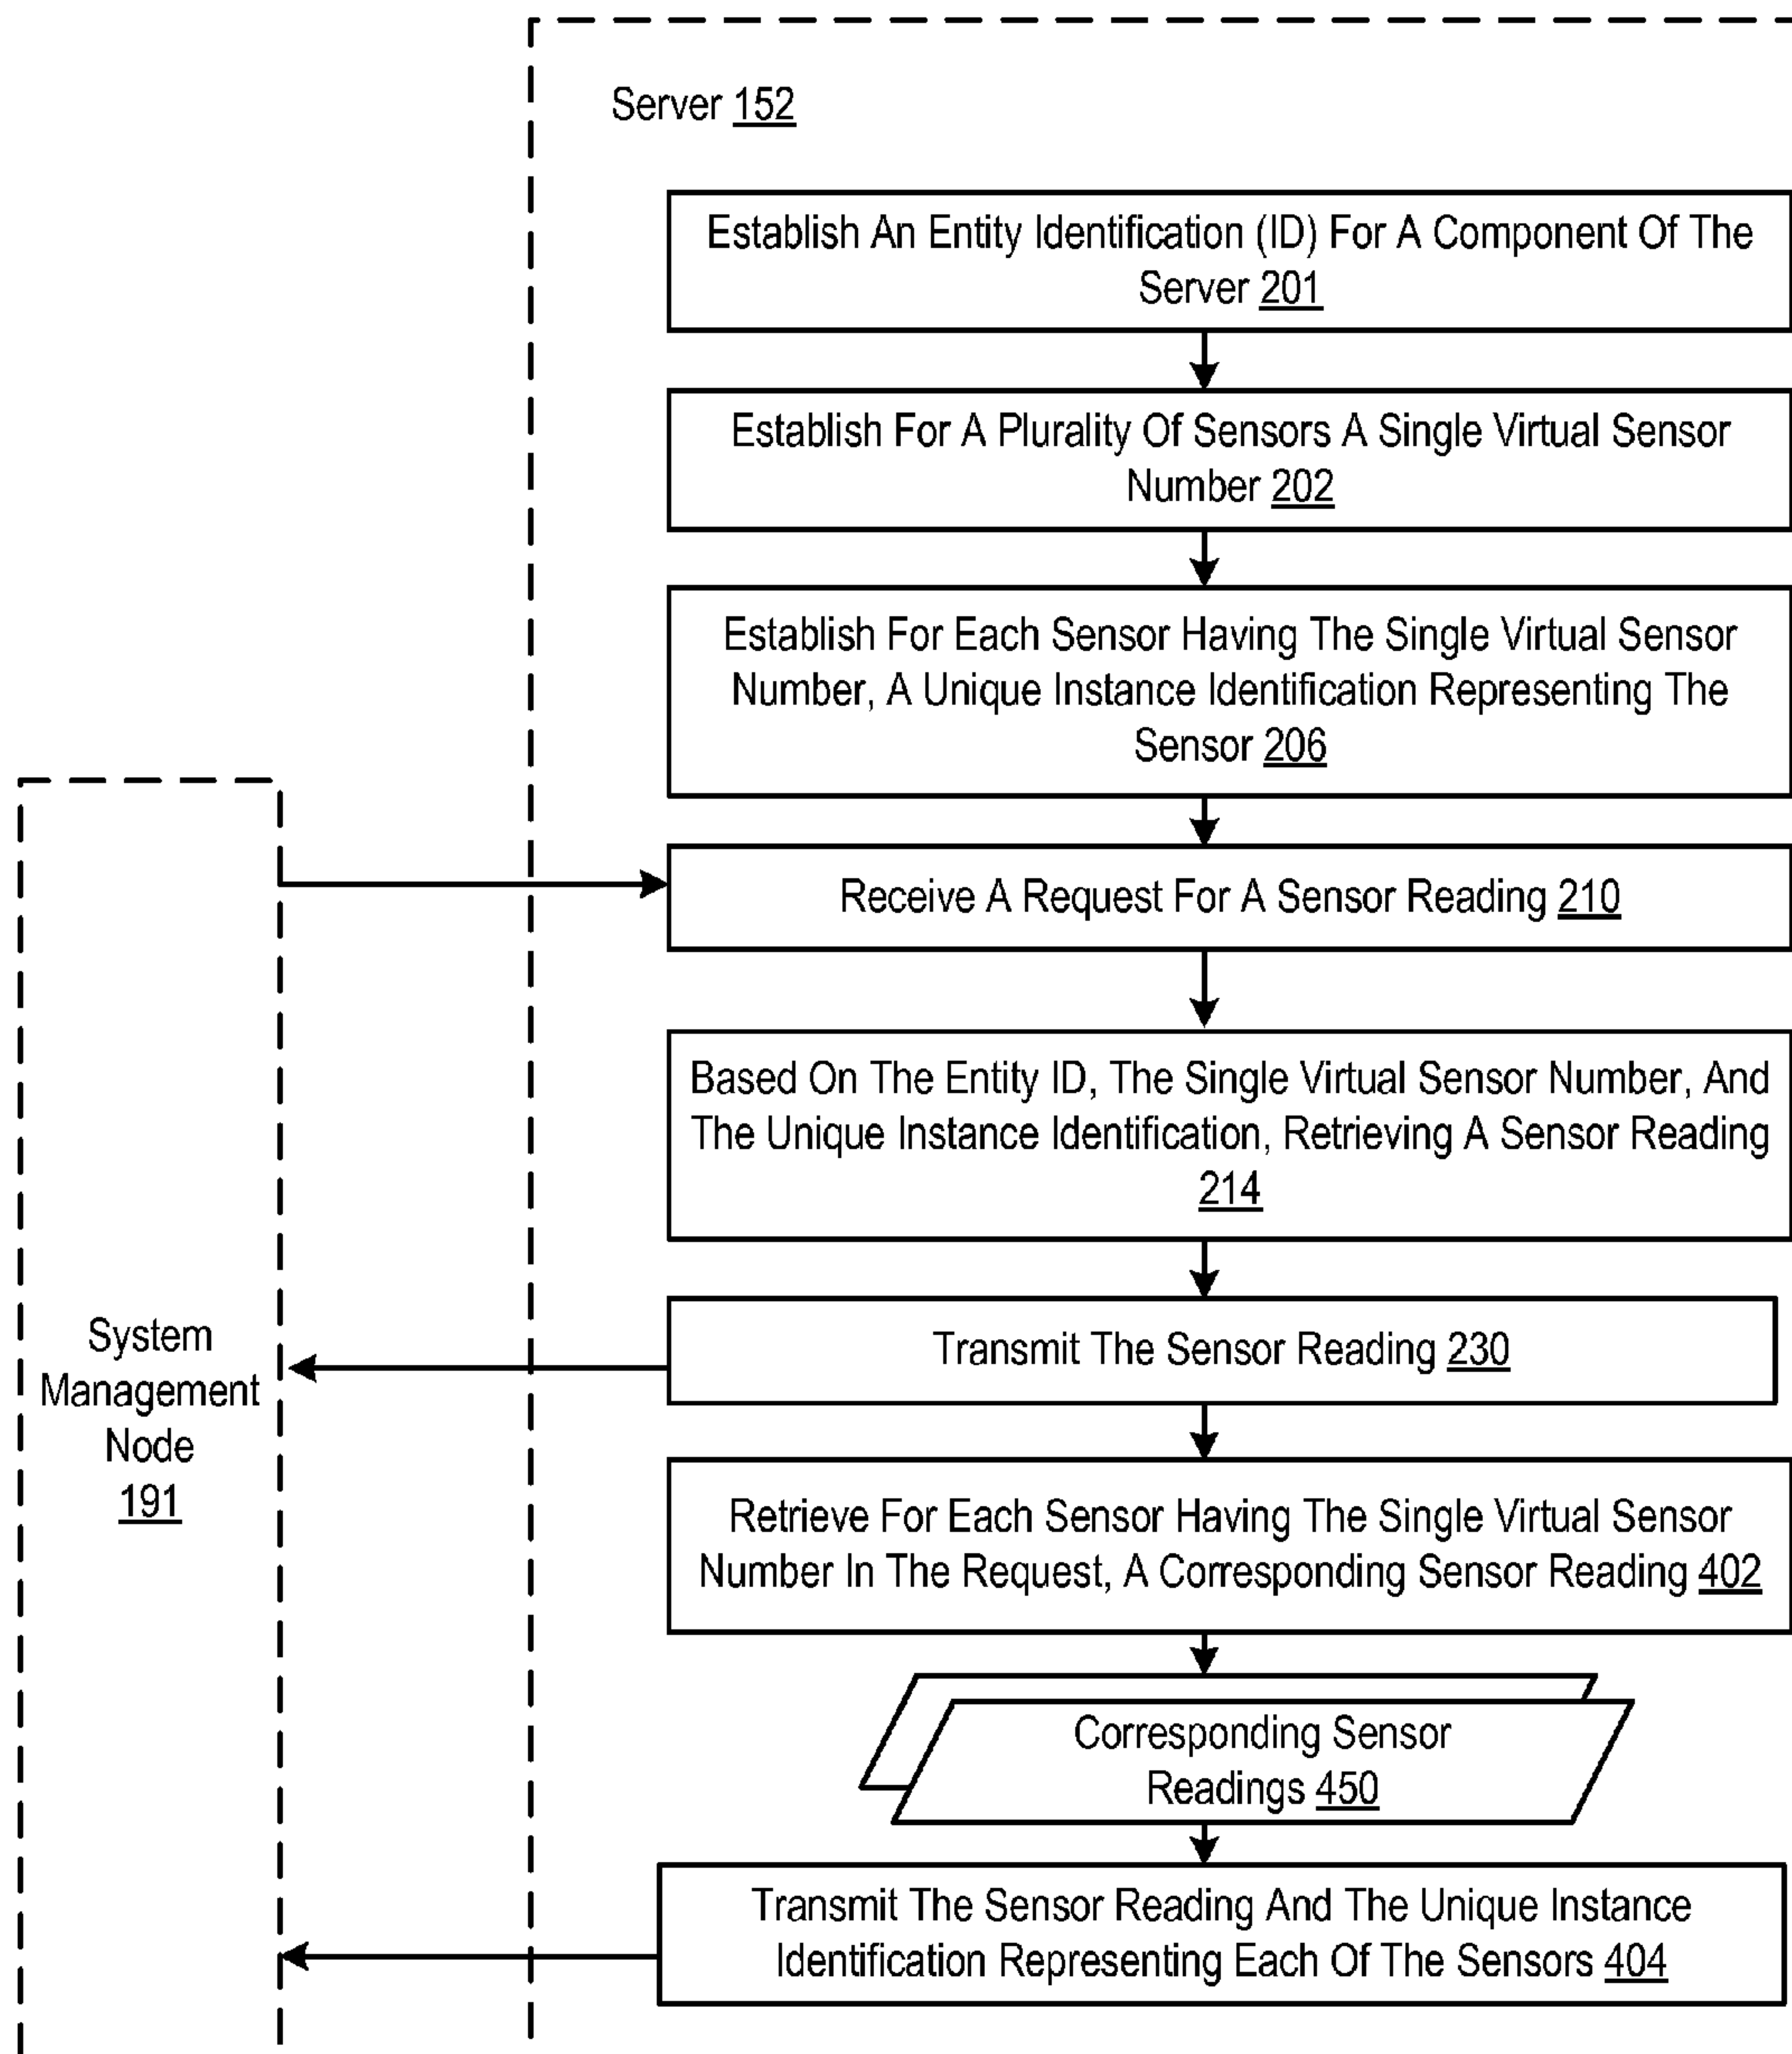 Server 152
Establish An Entity Identification (ID) For A Component Of The
Server 201
Establish For A Plurality Of Sensors A Single Virtual Sensor
Number 202
Establish For Each Sensor Having The Single Virtual Sensor
Number, A Unique Instance Identification Representing The
Sensor 206
Receive A Request For A Sensor Reading 210
Based On The Entity ID, The Single Virtual Sensor Number, And
The Unique Instance Identification, Retrieving A Sensor Reading
214
Transmit The Sensor Reading 230
System
Management
Node
191
Retrieve For Each Sensor Having The Single Virtual Sensor
Number In The Request, A Corresponding Sensor Reading 402
Corresponding Sensor
Readings 450
Transmit The Sensor Reading And The Unique Instance
Identification Representing Each Of The Sensors 404